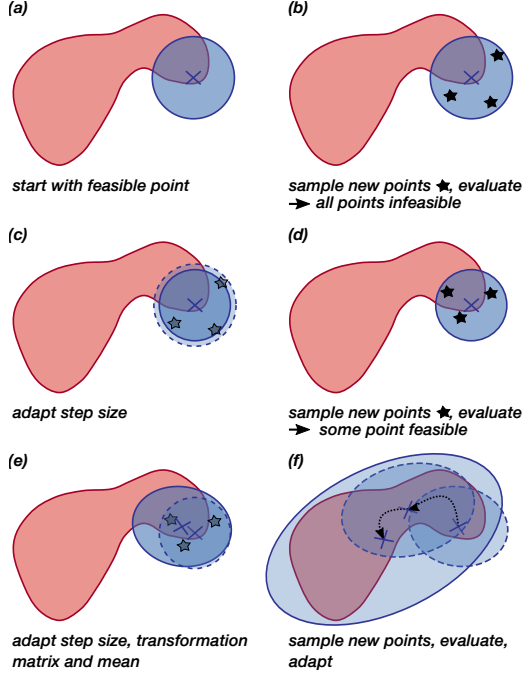 (a)
(b)
start with feasible point
sample new points ★, evaluate
→ all points infeasible
(c)
(d)
adapt step size
sample new points ★, evaluate
→ some point feasible
(e)
(f)
adapt step size, transformation
matrix and mean
sample new points, evaluate,
adapt